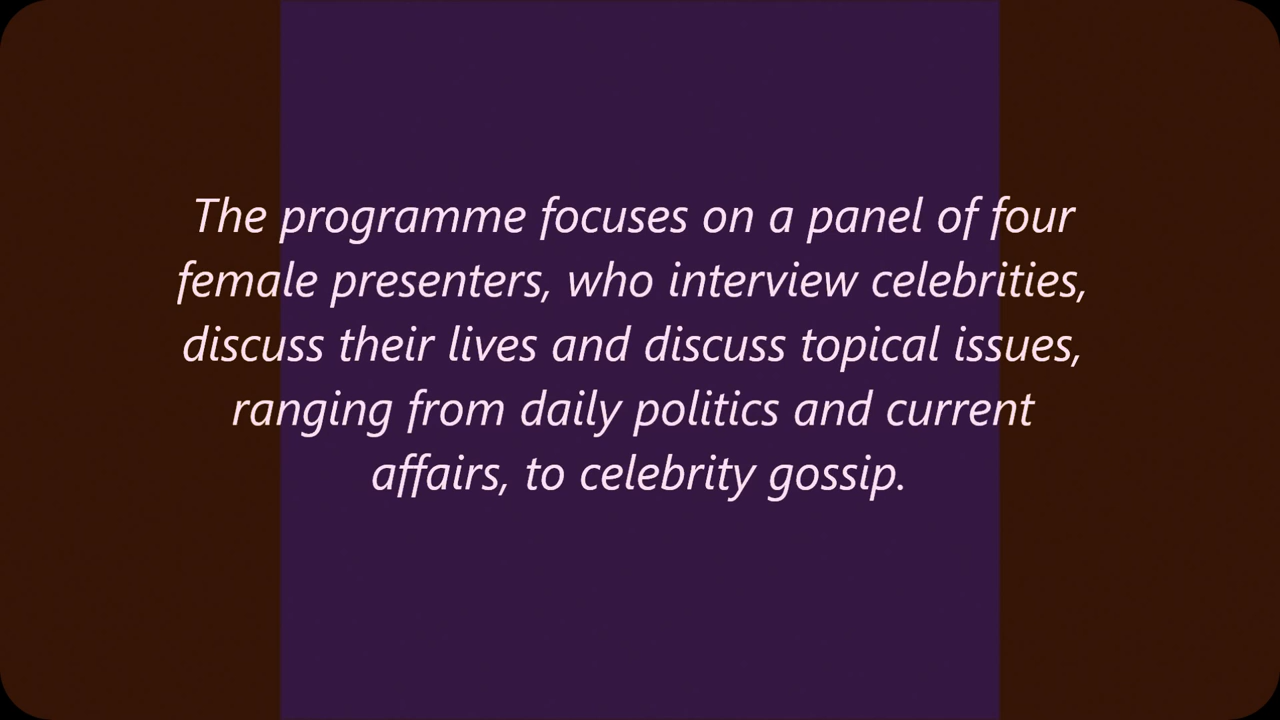 The programme focuses on a panel of four
female presenters, who interview celebrities,
discuss their lives and discuss topical issues,
ranging from daily politics and current
affairs, to celebrity gossip.